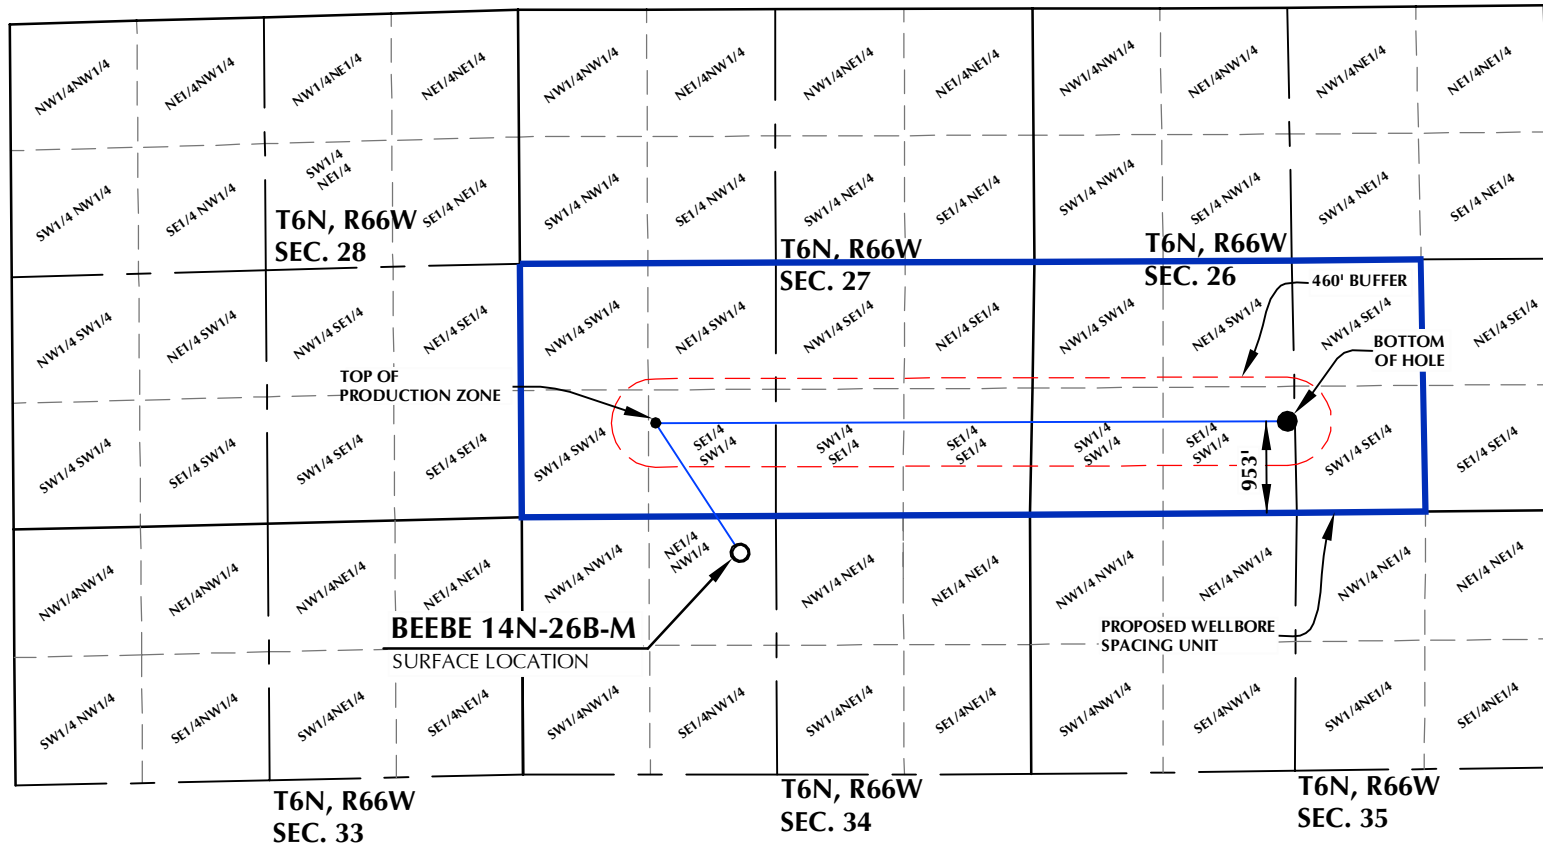 NW1/4NW1/4
NE1/4NW1/4
NW1/4NE1/4
NE1/4NE1/4
NW1/4NW1/4
NE1/4NW1/4
NW1/4NE1/4
NE1/4NE1/4
NW1/4NW1/4
NE1/4NW1/4
NW1/4NE1/4
NE1/4NE1/4
SW1/4 NW1/4
SE1/4 NW1/4
SW1/4
NE1/4
SE1/4 NE1/4
SW1/4 NW1/4
SE1/4 NW1/4
SW1/4 NE1/4
SE1/4 NE1/4
SW1/4 NW1/4
SE1/4 NW1/4
SW1/4 NE1/4
SE1/4 NE1/4
T6N, R66W
SEC. 28
T6N, R66W
SEC. 27
T6N, R66W
SEC. 26
460' BUFFER
NW1/4 SW1/4
NE1/4 SW1/4
NW1/4 SE1/4
NE1/4 SE1/4
NW1/4 SW1/4
NE1/4 SW1/4
NW1/4 SE1/4
NE1/4 SE1/4
NW1/4 SW1/4
NE1/4 SW1/4
NW1/4 SE1/4
NE1/4 SE1/4
BOTTOM
OF HOLE
TOP OF
PRODUCTION ZONE
SW1/4 SW1/4
SE1/4 SW1/4
SW1/4 SE1/4
SE1/4 SE1/4
SW1/4 SW1/4
SE1/4
SW1/4
SW1/4
SE1/4
SE1/4
SE1/4
SW1/4
SW1/4
SE1/4
SW1/4
SW1/4 SE1/4
SE1/4 SE1/4
953'
NW1/4NW1/4
NE1/4NW1/4
NW1/4NE1/4
NE1/4 NE1/4
NW1/4 NW1/4
NE1/4
NW1/4
NW1/4 NE1/4
NE1/4 NE1/4
NW1/4 NW1/4
NE1/4 NW1/4
NW1/4 NE1/4
NE1/4 NE1/4
BEEBE 14N-26B-M
SURFACE LOCATION
PROPOSED WELLBORE
SPACING UNIT
SW1/4 NW1/4
SE1/4NW1/4
SW1/4NE1/4
SE1/4NE1/4
SW1/4NW1/4
SE1/4NW1/4
SW1/4NE1/4
SE1/4NE1/4
SW1/4NW1/4
SE1/4NW1/4
SW1/4NE1/4
SE1/4NE1/4
T6N, R66W
SEC. 33
T6N, R66W
SEC. 34
T6N, R66W
SEC. 35